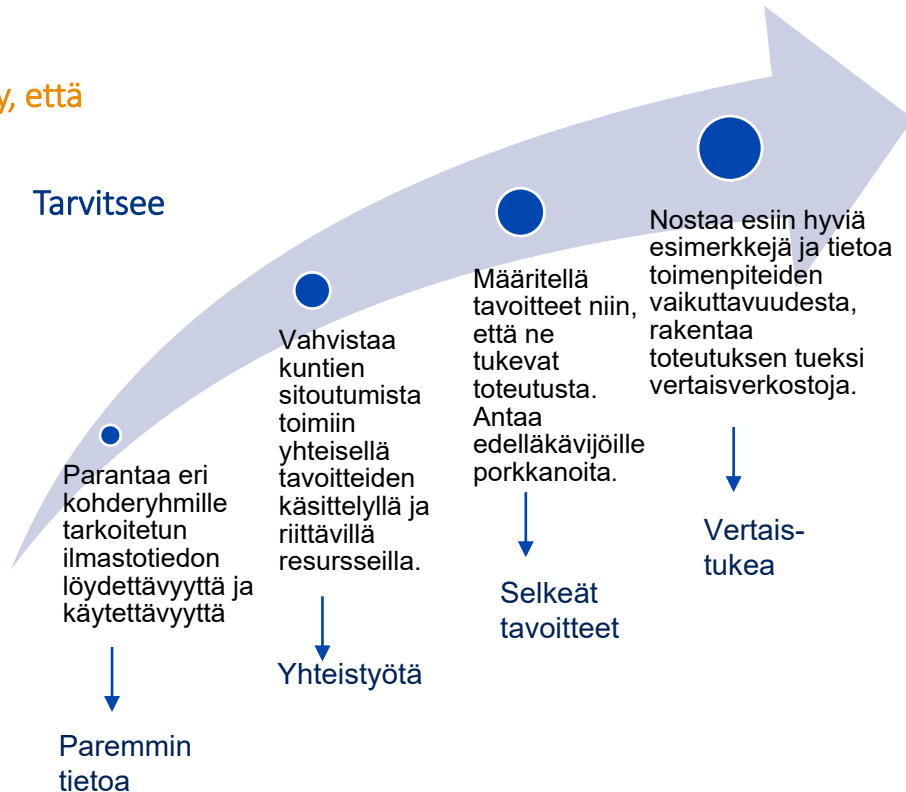 y, että
Tarvitsee
Parantaa eri
kohderyhmille
tarkoitetun
ilmastotiedon
löydettävyyttä ja
käytettävyyttä
Paremmin
tietoa
Vahvistaa
kuntien
sitoutumista
toimiin
yhteisellä
tavoitteiden
käsittelyllä ja
riittävillä
resursseilla.
Yhteistyötä
Määritellä
tavoitteet niin,
että ne
tukevat
toteutusta.
Antaa
edelläkävijöille
porkkanoita.
Selkeät
tavoitteet
Nostaa esiin hyviä
esimerkkejä ja tietoa
toimenpiteiden
vaikuttavuudesta,
rakentaa
toteutuksen tueksi
vertaisverkostoja.
Vertais-
tukea